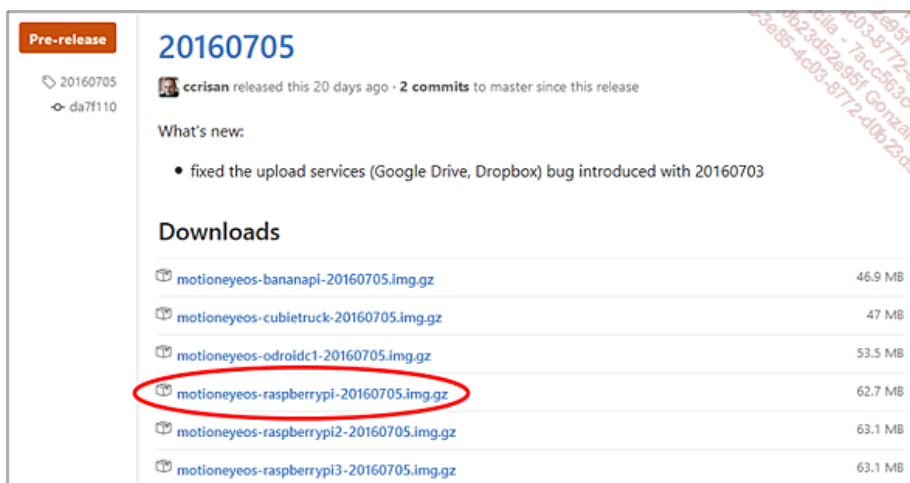 Pre-release
20160705
da7f110
20160705
ccrisan released this 20 days ago · 2 commits to master since this release
What's new:
• fixed the upload services (Google Drive, Dropbox) bug introduced with 20160703
Downloads
motioneyeos-bananapi-20160705.img.gz 46.9 MB
motioneyeos-cubietruck-20160705.img.gz 47 MB
motioneyeos-odroidc1-20160705.img.gz 53.5 MB
motioneyeos-raspberrypi-20160705.img.gz 62.7 MB
motioneyeos-raspberrypi2-20160705.img.gz 63.1 MB
motioneyeos-raspberrypi3-20160705.img.gz 63.1 MB